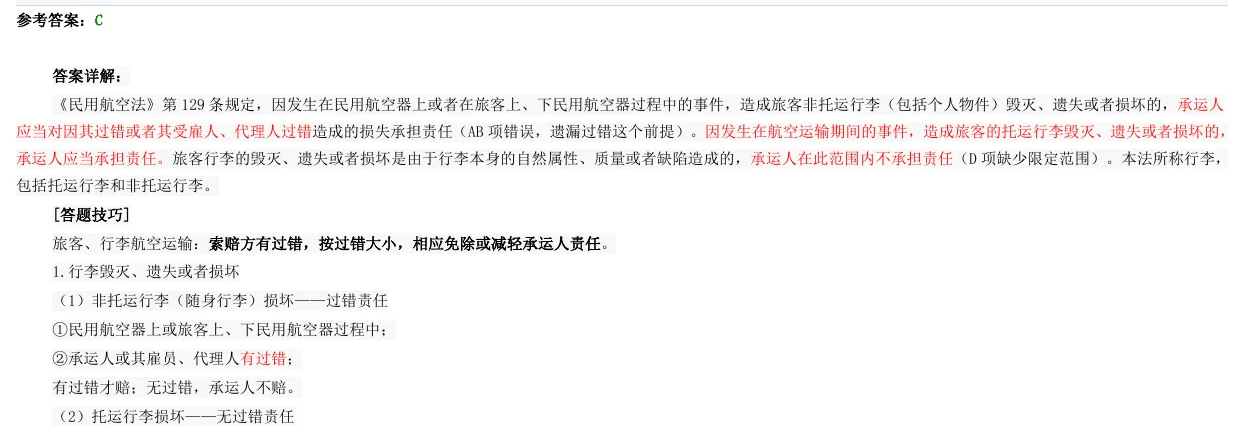 参考答案：C
答案详解：
《民用航空法》第 129 条规定，因发生在民用航空器上或者在旅客上、下民用航空器过程中的事件，造成旅客非托运行李（包括个人物件）毁灭、遗失或者损坏的，承运人
应当对因其过错或者其受雇人、代理人过错造成的损失承担责任（AB 项错误，遗漏过错这个前提）。因发生在航空运输期间的事件，造成旅客的托运行李毁灭、遗失或者损坏的，
承运人应当承担责任。旅客行李的毁灭、遗失或者损坏是由于行李本身的自然属性、质量或者缺陷造成的，承运人在此范围内不承担责任（D 项缺少限定范围）。本法所称行李，
包括托运行李和非托运行李。
[答题技巧]
旅客、行李航空运输：索赔方有过错，按过错大小，相应免除或减轻承运人责任。
1.行李毁灭、遗失或者损坏
（1）非托运行李（随身行李）损坏——过错责任
①民用航空器上或旅客上、下民用航空器过程中；
②承运人或其雇员、代理人有过错；
有过错才赔；无过错，承运人不赔。
（2）托运行李损坏——无过错责任